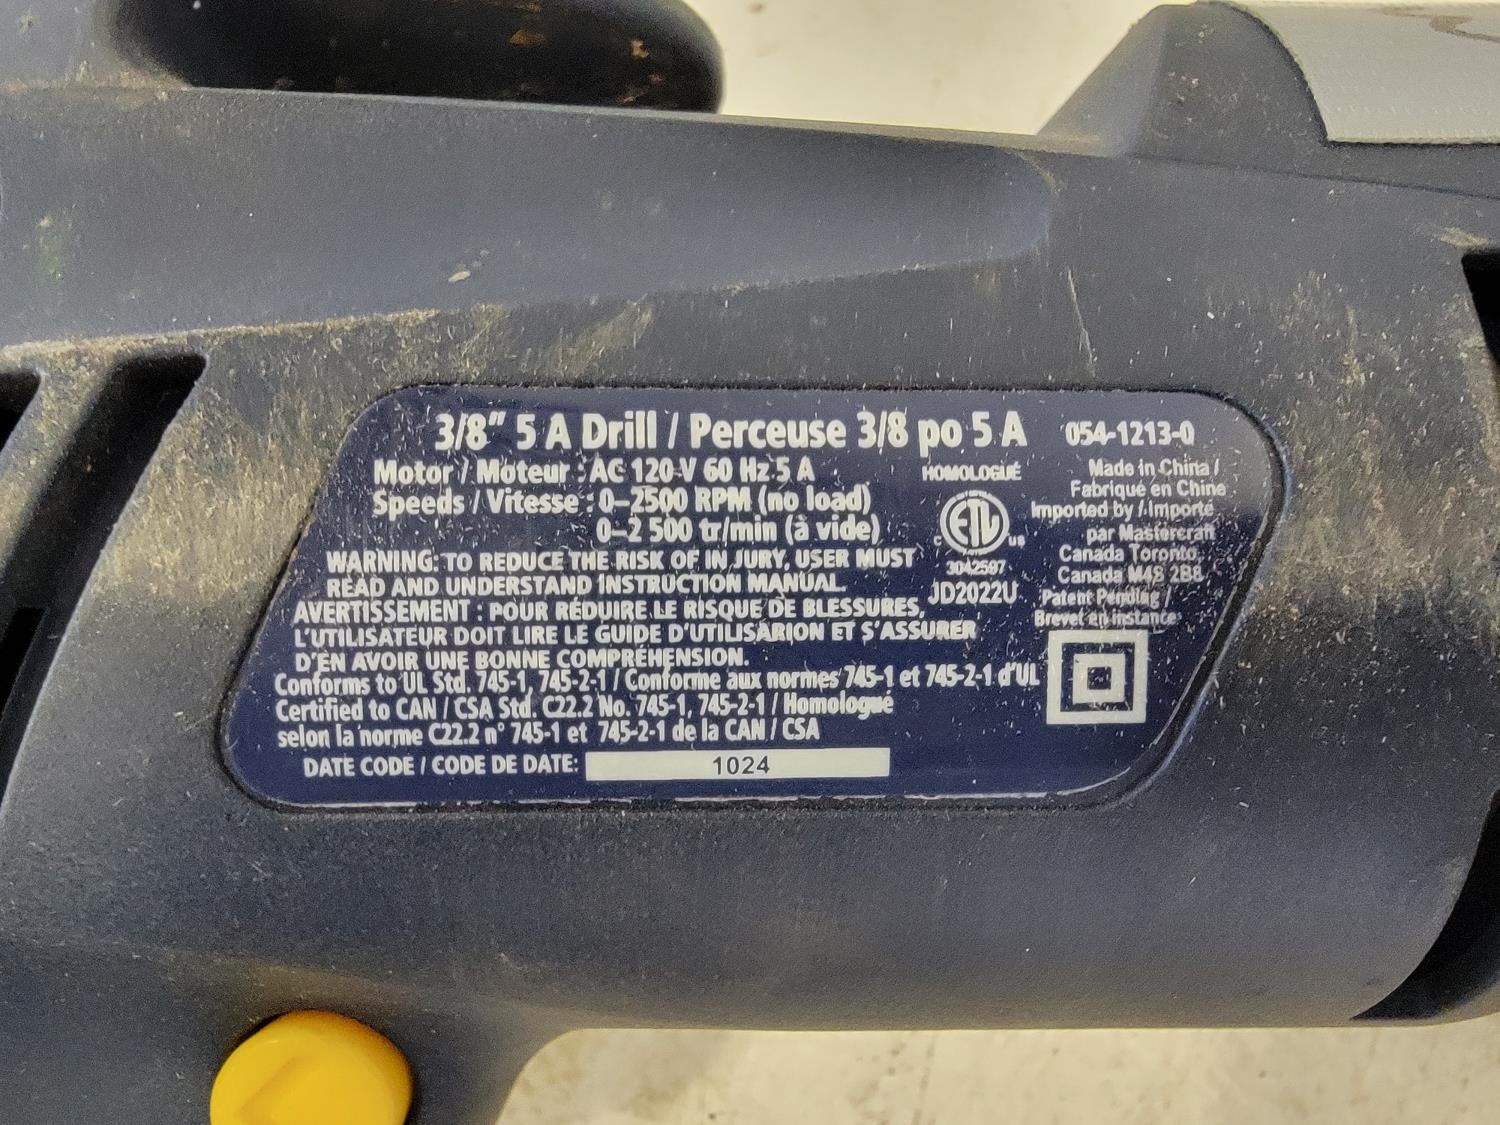 3/8" 5 A Drill / Perceuse 3/8 po 5 A
054-1213-0
Motor / Moteur : AC 120 V 60 Hz 5 A
Speeds / Vitesse : 0–2500 RPM (no load)
0–2 500 tr/min (à vide)
HOMOLOGUÉ
C ETL US
3042597
JD2022U
Made in China /
Fabriqué en Chine
Imported by / Importé
par Mastercraft
Canada Toronto,
Canada M4S 2B8
Patent Pending /
Brevet en instance
WARNING: TO REDUCE THE RISK OF IN JURY, USER MUST
READ AND UNDERSTAND INSTRUCTION MANUAL.
AVERTISSEMENT : POUR RÉDUIRE LE RISQUE DE BLESSURES,
L'UTILISATEUR DOIT LIRE LE GUIDE D'UTILISARION ET S'ASSURER
D'EN AVOIR UNE BONNE COMPRÉHENSION.
Conforms to UL Std. 745-1, 745-2-1 / Conforme aux normes 745-1 et 745-2-1 d'UL
Certified to CAN / CSA Std. C22.2 No. 745-1, 745-2-1 / Homologué
selon la norme C22.2 n° 745-1 et 745-2-1 de la CAN / CSA
DATE CODE / CODE DE DATE: 1024